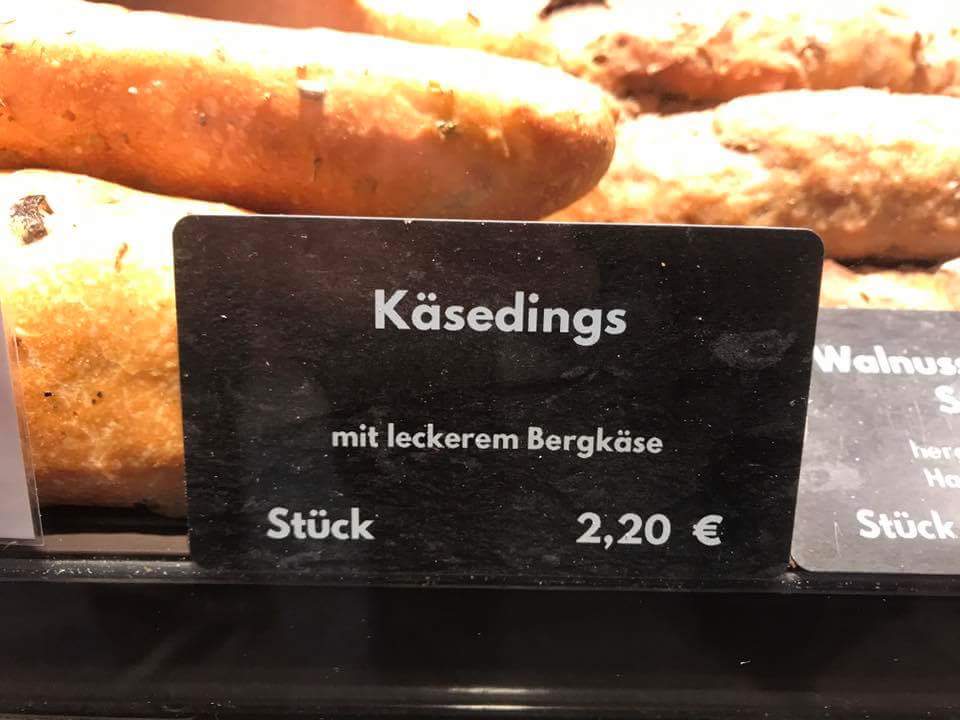 Käsedings
mit leckerem Bergkäse
Stück
2,20 €
Stück